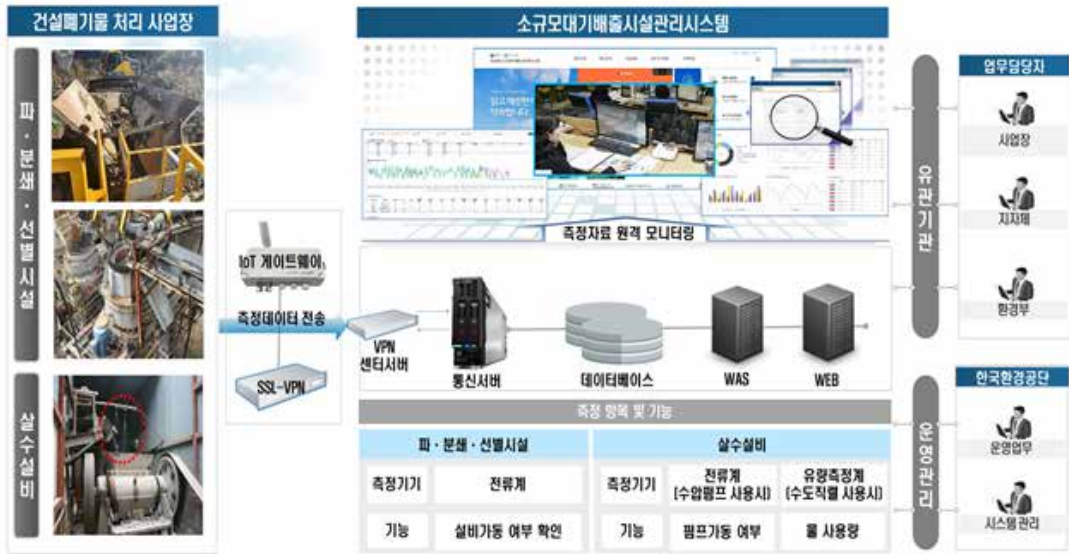 건설폐기물 처리 사업장
파·분쇄·선별시설
살수설비
IoT 게이트웨이
측정데이터 전송
SSL-VPN
소규모대기배출시설관리시스템
측정자료 원격 모니터링
VPN
센터서버
통신서버
데이터베이스
WAS
WEB
측정 항목 및 기능
파·분쇄·선별시설
살수설비
측정기기
전류계
측정기기
전류계
[수압펌프 사용시]
유량측정계
[수도직렬 사용시]
기능
설비가동 여부 확인
기능
펌프가동 여부
물 사용량
유관기관
업무담당자
사업장
지자체
환경부
운영관리
한국환경공단
운영업무
시스템 관리